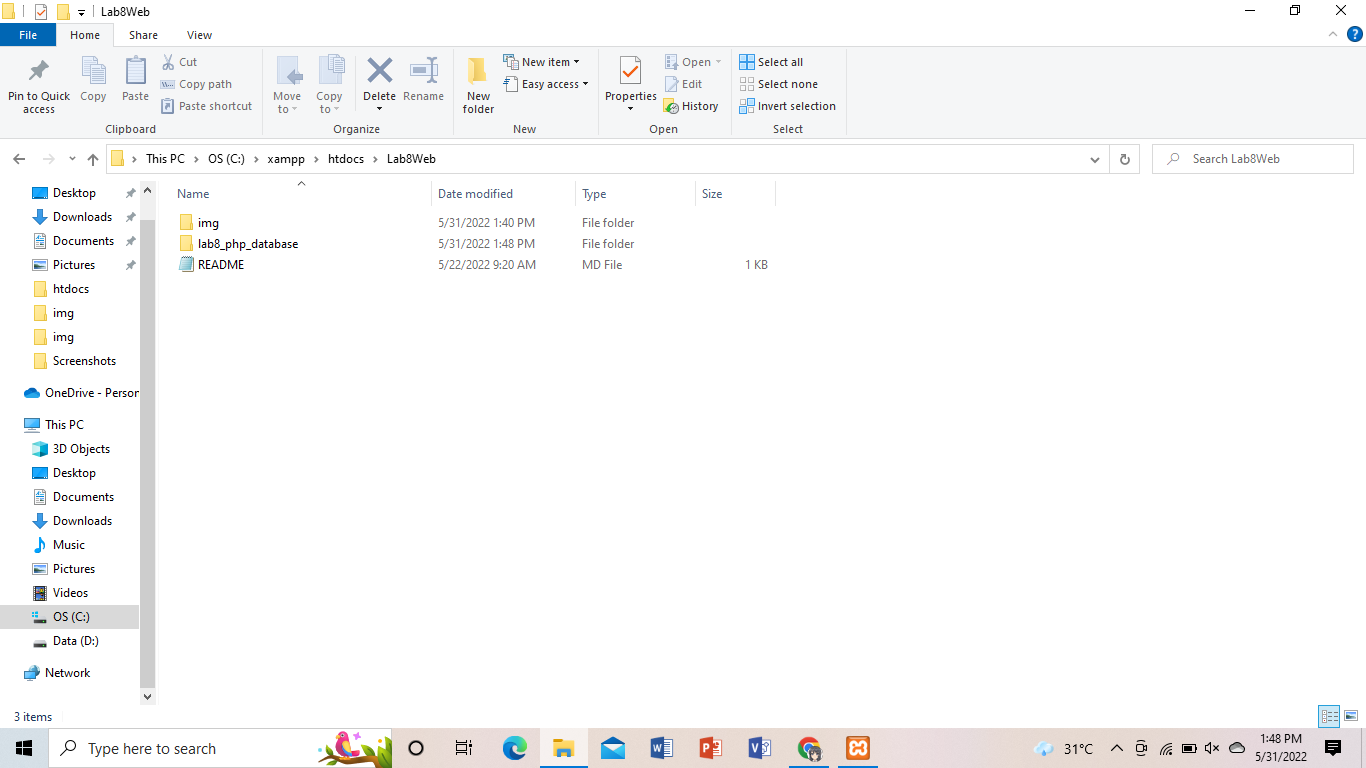 Lab8Web
File Home Share View
Pin to Quick access
Copy
Paste
Cut
Copy path
Paste shortcut
Clipboard
Move to
Copy to
Delete
Rename
Organize
New folder
New item
Easy access
New
Properties
Open
Edit
History
Open
Select all
Select none
Invert selection
Select
This PC > OS (C:) > xampp > htdocs > Lab8Web
Search Lab8Web
Desktop
Downloads
Documents
Pictures
htdocs
img
img
Screenshots
OneDrive - Person
This PC
3D Objects
Desktop
Documents
Downloads
Music
Pictures
Videos
OS (C:)
Data (D:)
Network
Name Date modified Type Size
img 5/31/2022 1:40 PM File folder
lab8_php_database 5/31/2022 1:48 PM File folder
README 5/22/2022 9:20 AM MD File 1 KB
3 items
Type here to search
31°C
1:48 PM
5/31/2022